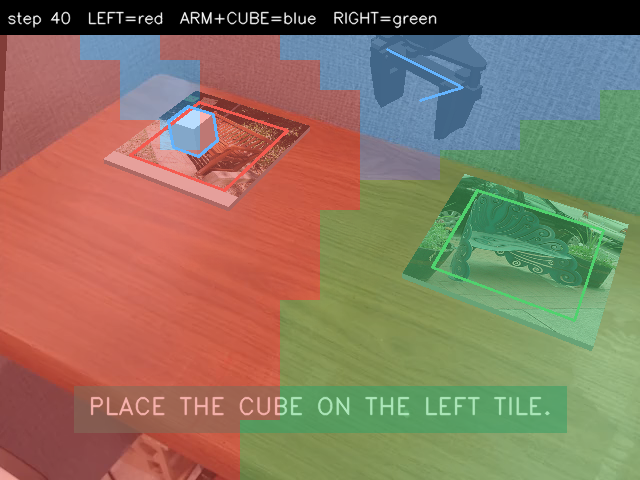 step 40 LEFT=red ARM+CUBE=blue RIGHT=green
PLACE THE CUBE ON THE LEFT TILE.